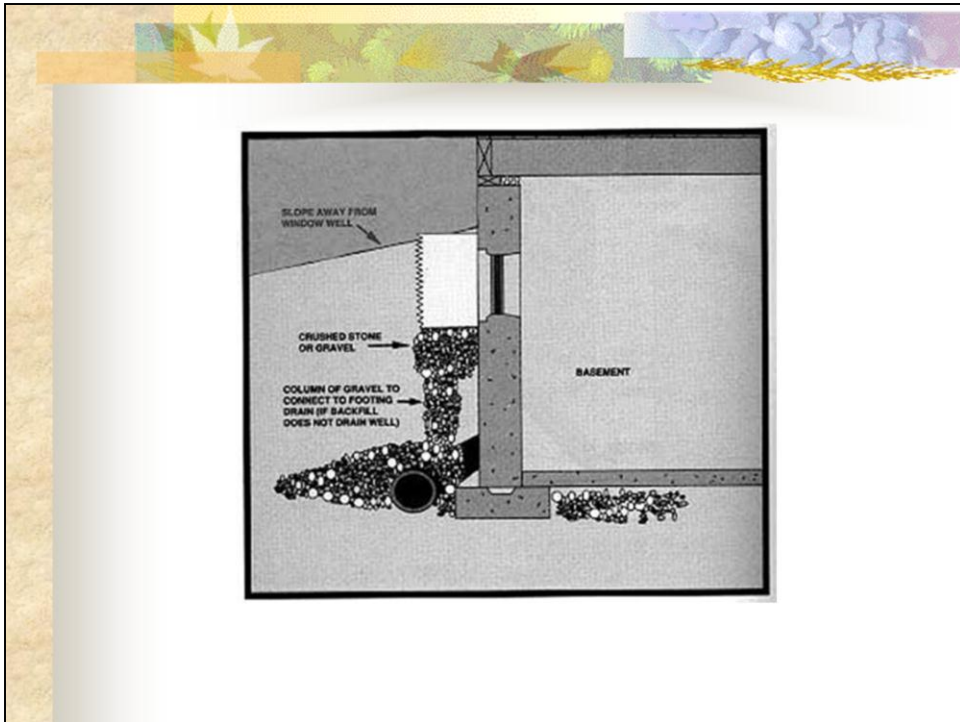 SLOPE AWAY FROM
WINDOW WELL
CRUSHED STONE
OR GRAVEL
COLUMN OF GRAVEL TO
CONNECT TO FOOTING
DRAIN (IF BACKFILL
DOES NOT DRAIN WELL)
BASEMENT